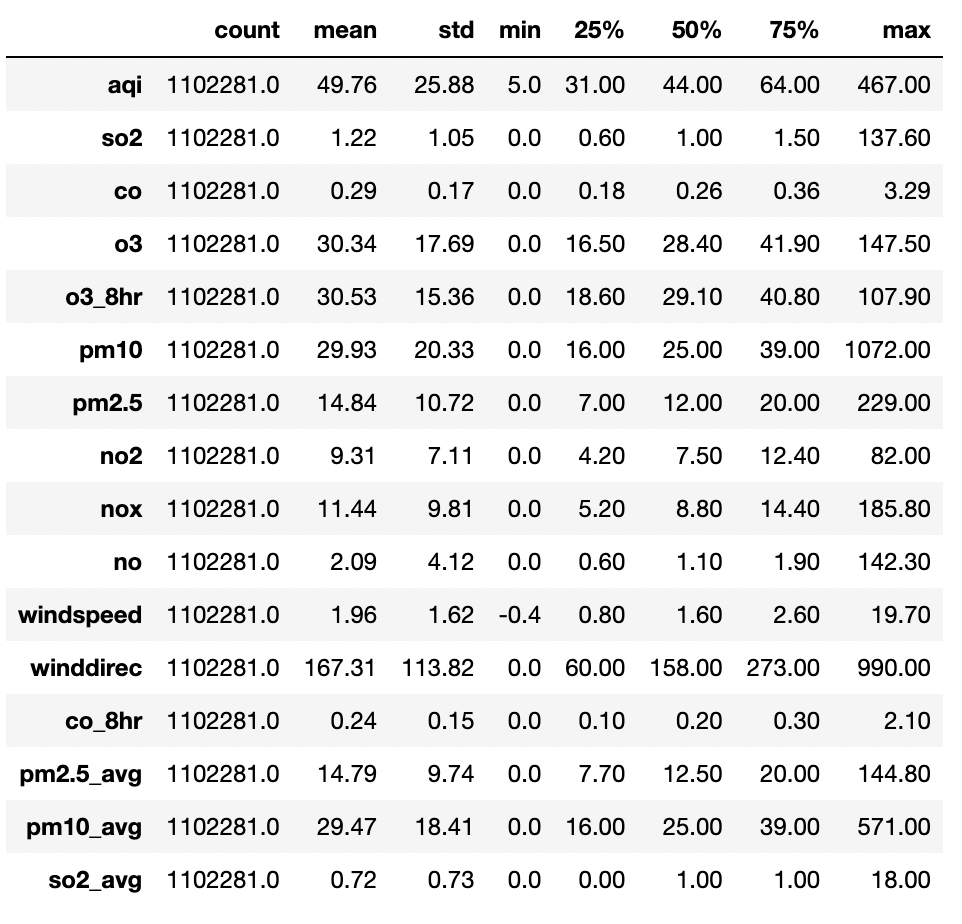 count mean std min 25% 50% 75% max
aqi 1102281.0 49.76 25.88 5.0 31.00 44.00 64.00 467.00
so2 1102281.0 1.22 1.05 0.0 0.60 1.00 1.50 137.60
co 1102281.0 0.29 0.17 0.0 0.18 0.26 0.36 3.29
o3 1102281.0 30.34 17.69 0.0 16.50 28.40 41.90 147.50
o3_8hr 1102281.0 30.53 15.36 0.0 18.60 29.10 40.80 107.90
pm10 1102281.0 29.93 20.33 0.0 16.00 25.00 39.00 1072.00
pm2.5 1102281.0 14.84 10.72 0.0 7.00 12.00 20.00 229.00
no2 1102281.0 9.31 7.11 0.0 4.20 7.50 12.40 82.00
nox 1102281.0 11.44 9.81 0.0 5.20 8.80 14.40 185.80
no 1102281.0 2.09 4.12 0.0 0.60 1.10 1.90 142.30
windspeed 1102281.0 1.96 1.62 -0.4 0.80 1.60 2.60 19.70
winddirec 1102281.0 167.31 113.82 0.0 60.00 158.00 273.00 990.00
co_8hr 1102281.0 0.24 0.15 0.0 0.10 0.20 0.30 2.10
pm2.5_avg 1102281.0 14.79 9.74 0.0 7.70 12.50 20.00 144.80
pm10_avg 1102281.0 29.47 18.41 0.0 16.00 25.00 39.00 571.00
so2_avg 1102281.0 0.72 0.73 0.0 0.00 1.00 1.00 18.00